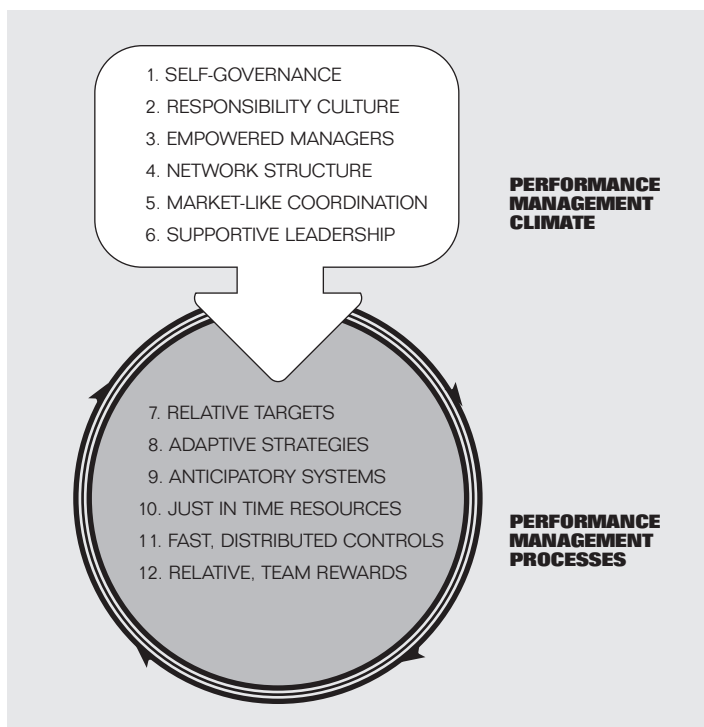 1. SELF-GOVERNANCE
2. RESPONSIBILITY CULTURE
3. EMPOWERED MANAGERS
4. NETWORK STRUCTURE
5. MARKET-LIKE COORDINATION
6. SUPPORTIVE LEADERSHIP
PERFORMANCE
MANAGEMENT
CLIMATE
7. RELATIVE TARGETS
8. ADAPTIVE STRATEGIES
9. ANTICIPATORY SYSTEMS
10. JUST IN TIME RESOURCES
11. FAST, DISTRIBUTED CONTROLS
12. RELATIVE, TEAM REWARDS
PERFORMANCE
MANAGEMENT
PROCESSES